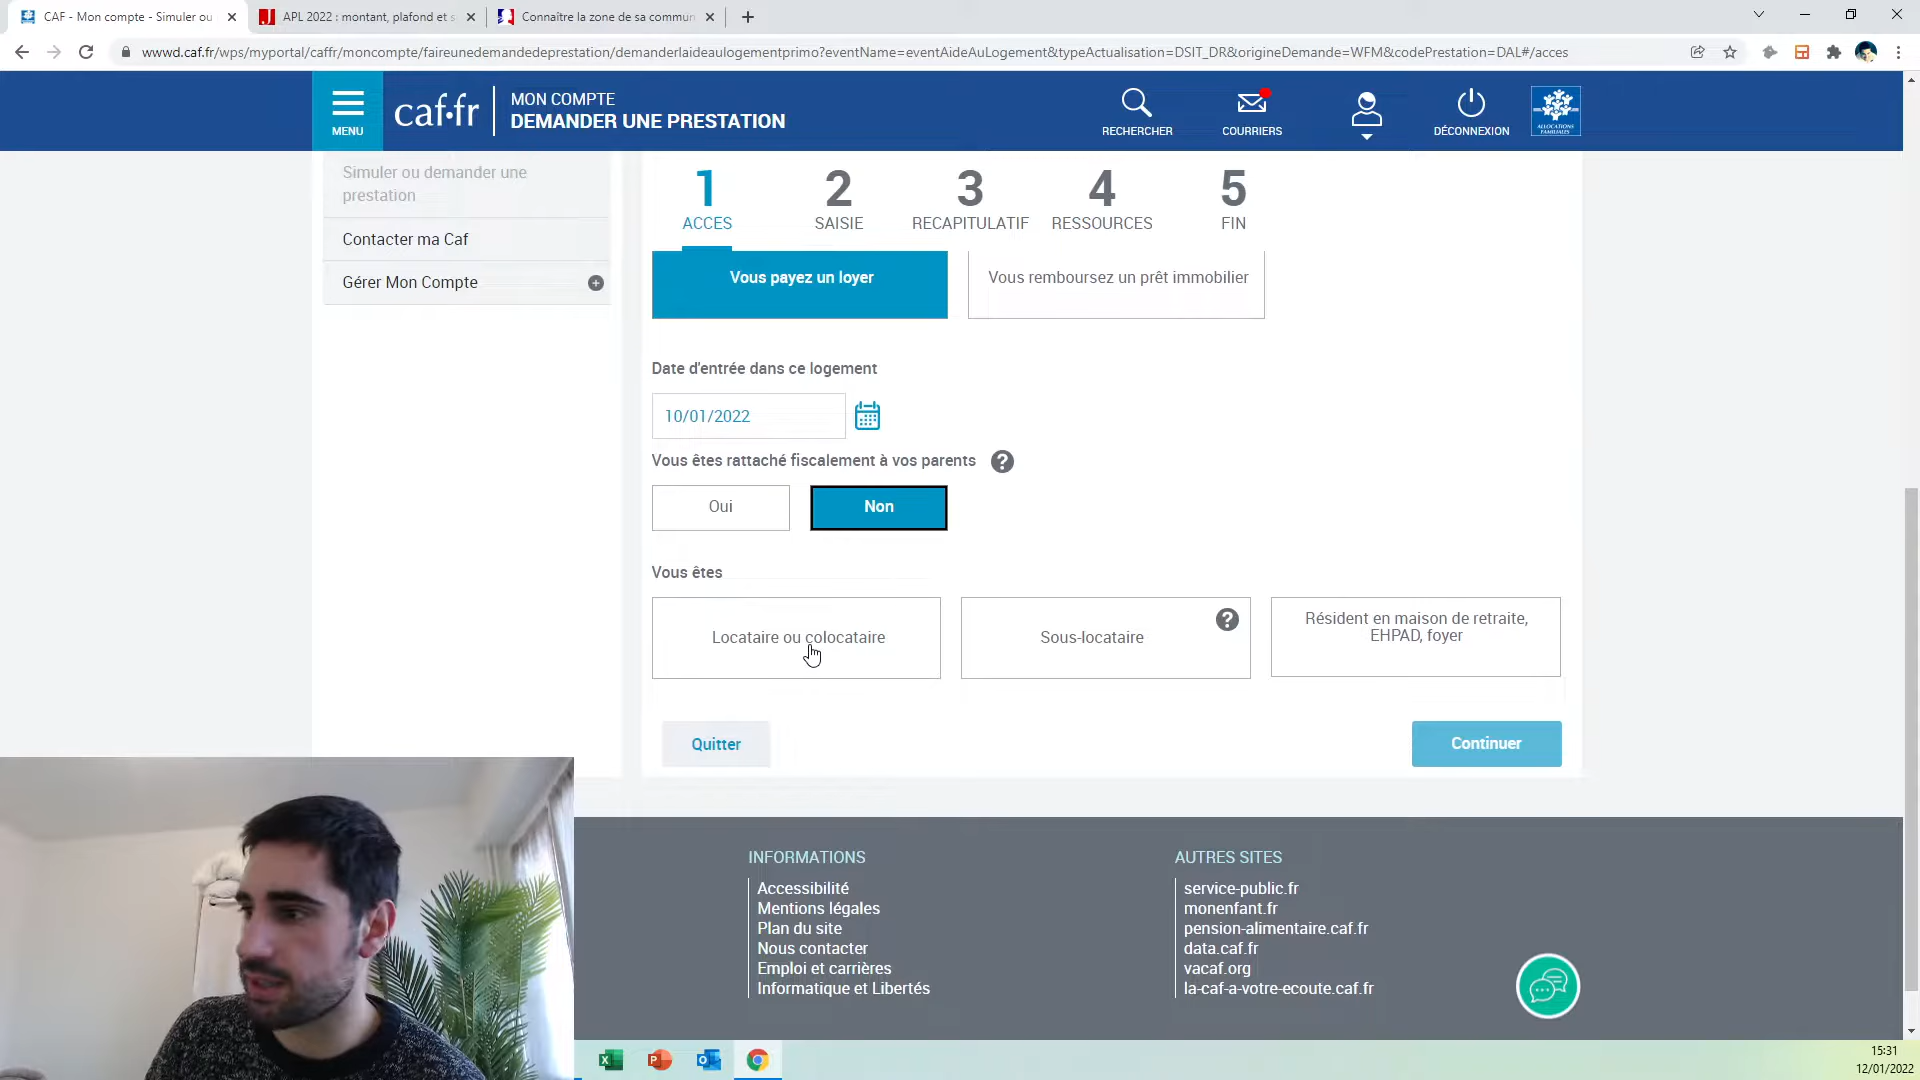 CAF - Mon compte - Simuler ou
APL 2022 : montant, plafond et s
Connaître la zone de sa commun
wwwd.caf.fr/wps/myportal/caffr/moncompte/faireunedemandedeprestation/demanderlaideaulogementprimo?eventName=eventAideAuLogement&typeActualisation=DSIT_DR&origineDemande=WFM&codePrestation=DAL#/acces
MENU
caf.fr
MON COMPTE
DEMANDER UNE PRESTATION
RECHERCHER
COURRIERS
DÉCONNEXION
ALLOCATIONS
FAMILIALES
Simuler ou demander une
prestation
Contacter ma Caf
Gérer Mon Compte
1
ACCES
2
SAISIE
3
RECAPITULATIF
4
RESSOURCES
5
FIN
Vous payez un loyer
Vous remboursez un prêt immobilier
Date d'entrée dans ce logement
10/01/2022
Vous êtes rattaché fiscalement à vos parents
?
Oui
Non
Vous êtes
Locataire ou colocataire
Sous-locataire
?
Résident en maison de retraite,
EHPAD, foyer
Quitter
Continuer
INFORMATIONS
Accessibilité
Mentions légales
Plan du site
Nous contacter
Emploi et carrières
Informatique et Libertés
AUTRES SITES
service-public.fr
monenfant.fr
pension-alimentaire.caf.fr
data.caf.fr
vacaf.org
la-caf-a-votre-ecoute.caf.fr
15:31
12/01/2022